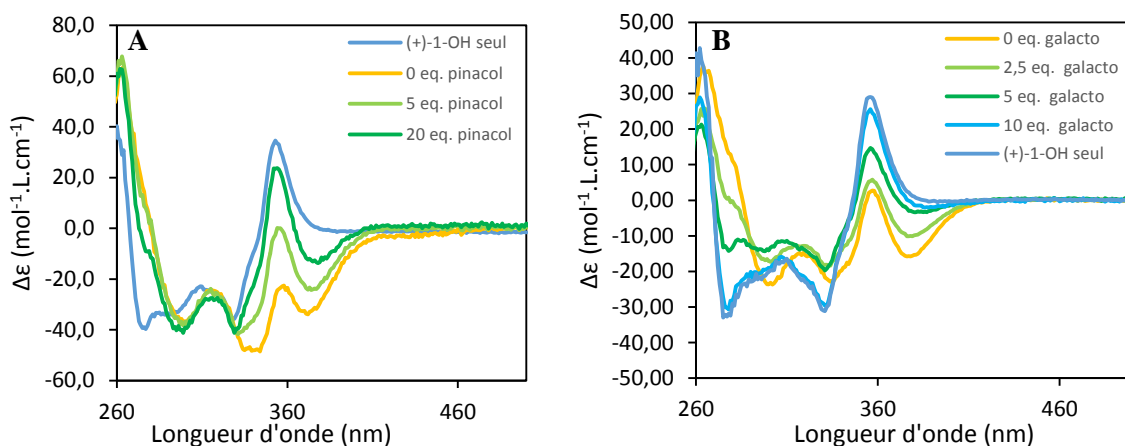 A
80,0
60,0
40,0
20,0
0,0
-20,0
-40,0
-60,0
260
360
460
Δε (mol⁻¹.L.cm⁻¹)
Longueur d'onde (nm)
(+)-1-OH seul
0 eq. pinacol
5 eq. pinacol
20 eq. pinacol
B
50,00
40,00
30,00
20,00
10,00
0,00
-10,00
-20,00
-30,00
-40,00
-50,00
260
360
460
Δε (mol⁻¹.L.cm⁻¹)
Longueur d'onde (nm)
0 eq. galacto
2,5 eq. galacto
5 eq. galacto
10 eq. galacto
(+)-1-OH seul